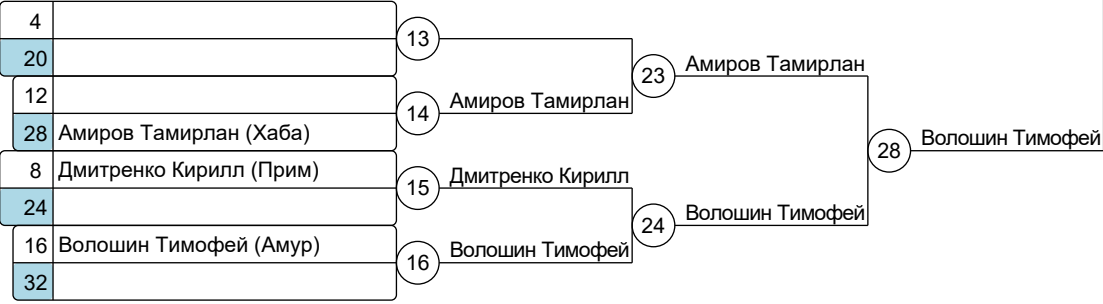 4
20
13
12
28 Амиров Тамирлан (Хаба)
14
Амиров Тамирлан
23
Амиров Тамирлан
8 Дмитренко Кирилл (Прим)
24
15
Дмитренко Кирилл
16 Волошин Тимофей (Амур)
32
16
Волошин Тимофей
24
Волошин Тимофей
28
Волошин Тимофей